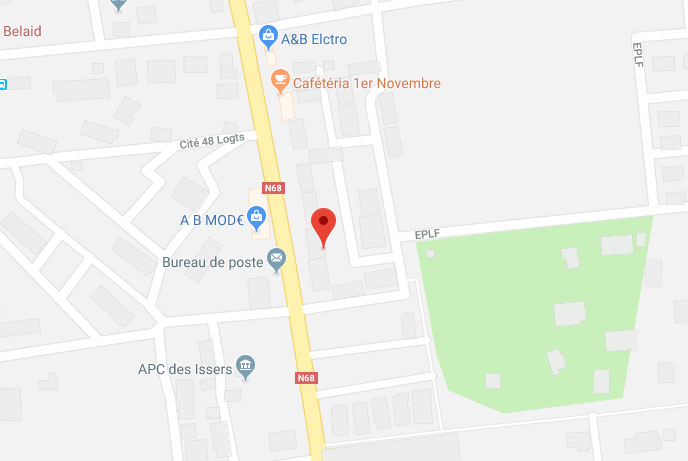 Belaid
A&B Elctro
EPLF
Cafétéria 1er Novembre
Cité 48 Logts
N68
A B MOD€
EPLF
Bureau de poste
APC des Issers
N68